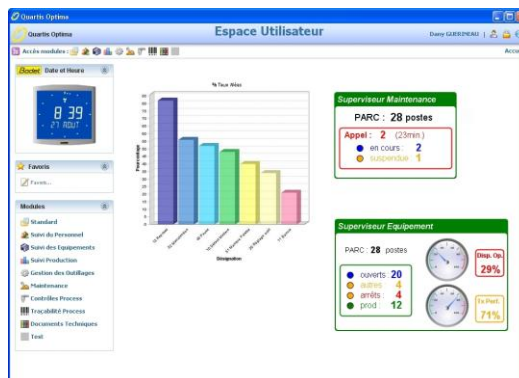 Quartis Optima
Quartis Optima
Espace Utilisateur
Dany GUERINEAU
Accès modules :
Accue
Bodet Date et Heure
8 39
27 AOUT
Favoris
Favoris...
Modules
Standard
Suivi du Personnel
Suivi des Equipements
Suivi Production
Gestion des Outillages
Maintenance
Contrôles Process
Traçabilité Process
Documents Techniques
Test
% Taux Aléas
Pourcentage
Désignation
Superviseur Maintenance
PARC : 28 postes
Appel : 2 (23min)
en cours : 2
suspendue 1
Superviseur Equipement
PARC : 28 postes
ouverts : 20
autres : 4
arrêts : 4
prod : 12
Disp. Op.
29%
Tx Perf.
71%